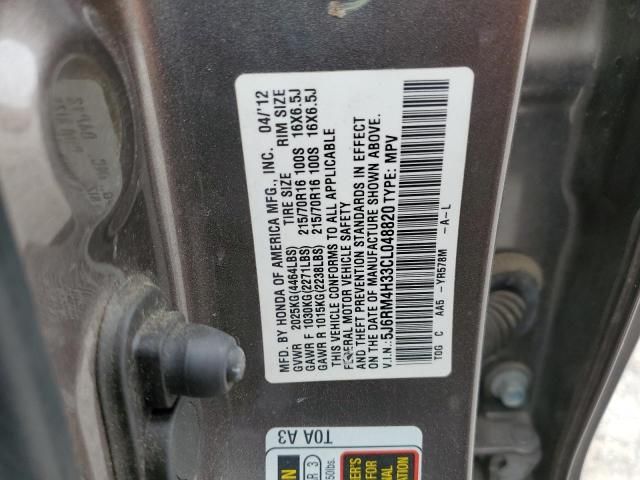 MFD. BY HONDA OF AMERICA MFG., INC. 04/12
GVWR 2025KG(4464LBS) TIRE SIZE RIM SIZE
GAWR F 1030KG(2271LBS) 215/70R16 100S 16X6.5J
GAWR R 1015KG(2238LBS) 215/70R16 100S 16X6.5J
THIS VEHICLE CONFORMS TO ALL APPLICABLE
FEDERAL MOTOR VEHICLE SAFETY
AND THEFT PREVENTION STANDARDS IN EFFECT
ON THE DATE OF MANUFACTURE SHOWN ABOVE.
V.I.N.:5J6RM4H33CL048820 TYPE: MPV
TOG C AA5 -YR578M -A-L
T0A A3